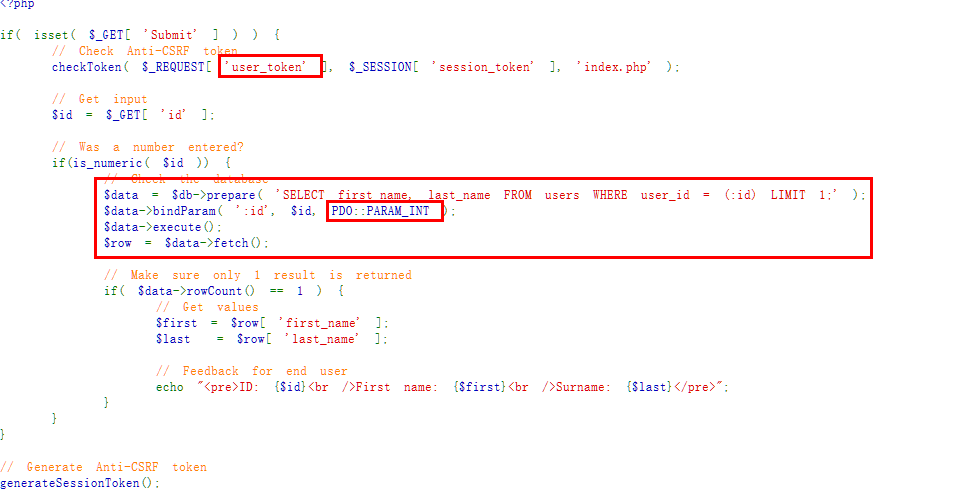 <?php
if( isset( $_GET[ 'Submit' ] ) ) {
// Check Anti-CSRF token
checkToken( $_REQUEST[ 'user_token' ], $_SESSION[ 'session_token' ], 'index.php' );
// Get input
$id = $_GET[ 'id' ];
// Was a number entered?
if(is_numeric( $id )) {
// Check the database
$data = $db->prepare( 'SELECT first_name, last_name FROM users WHERE user_id = (:id) LIMIT 1;' );
$data->bindParam( ':id', $id, PDO::PARAM_INT );
$data->execute();
$row = $data->fetch();
// Make sure only 1 result is returned
if( $data->rowCount() == 1 ) {
// Get values
$first = $row[ 'first_name' ];
$last = $row[ 'last_name' ];
// Feedback for end user
echo "<pre>ID: {$id}<br />First name: {$first}<br />Surname: {$last}</pre>";
}
}
}
// Generate Anti-CSRF token
generateSessionToken();